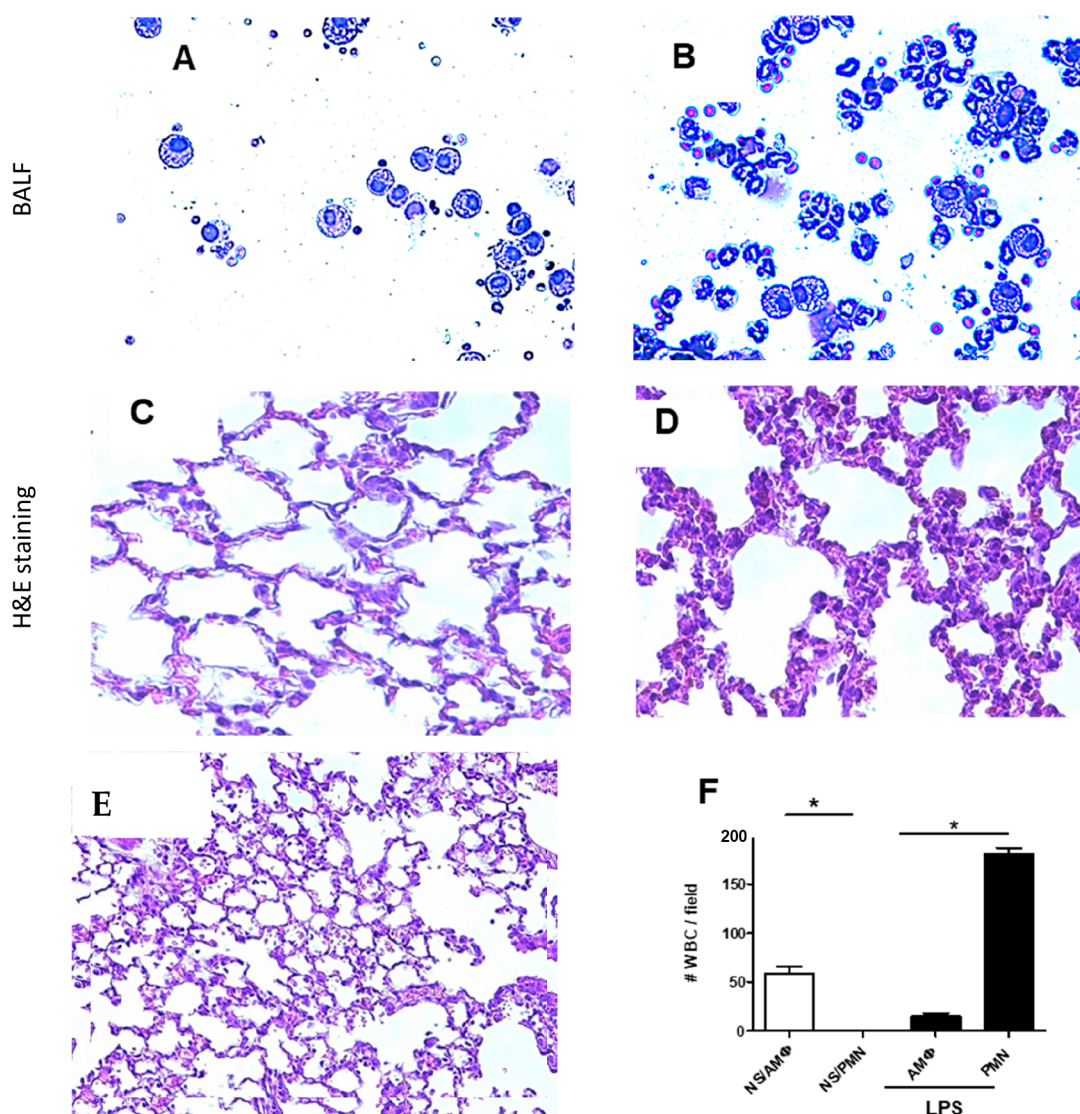 A
B
BALF
C
D
H&E staining
E
F
*
*
200
150
100
50
0
# WBC / field
NS/AMΦ
NS/PMN
AMΦ
PMN
LPS